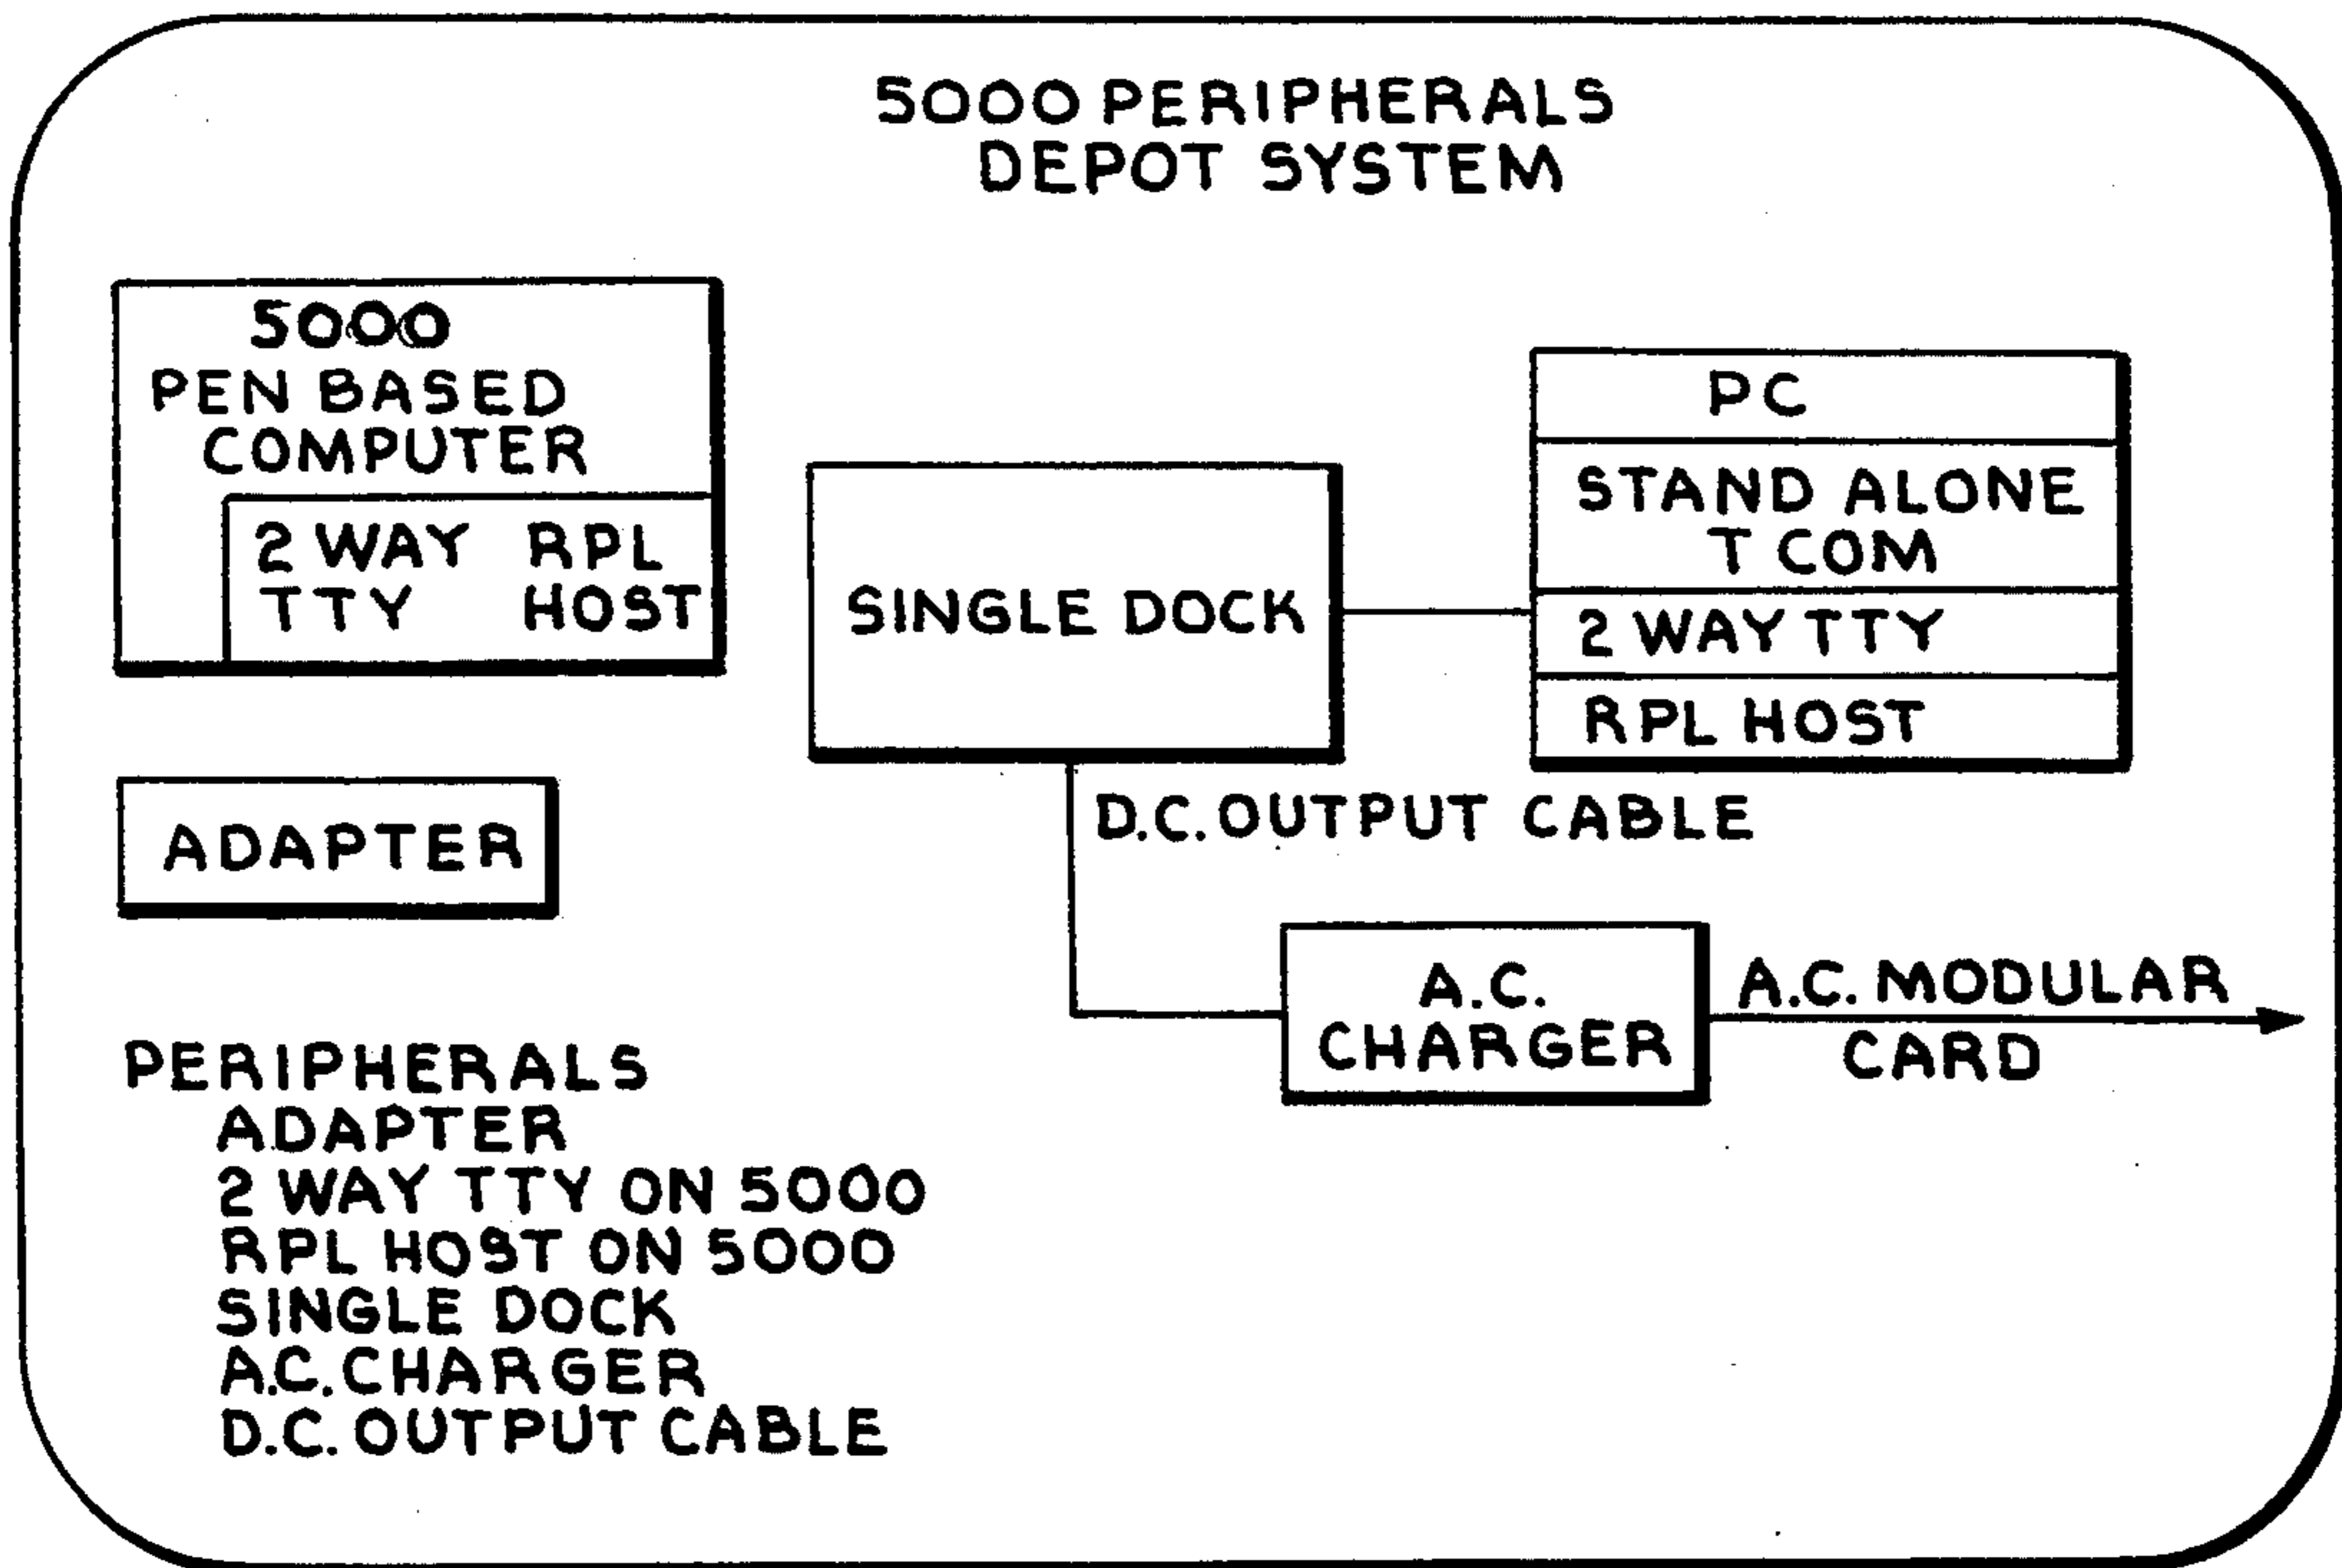 5000 PERIPHERALS
DEPOT SYSTEM
5000
PEN BASED
COMPUTER
2 WAY RPL
TTY HOST
ADAPTER
SINGLE DOCK
PC
STAND ALONE
T COM
2 WAY TTY
RPL HOST
D.C. OUTPUT CABLE
A.C.
CHARGER
A.C. MODULAR
CARD
PERIPHERALS
ADAPTER
2 WAY TTY ON 5000
RPL HOST ON 5000
SINGLE DOCK
A.C. CHARGER
D.C. OUTPUT CABLE